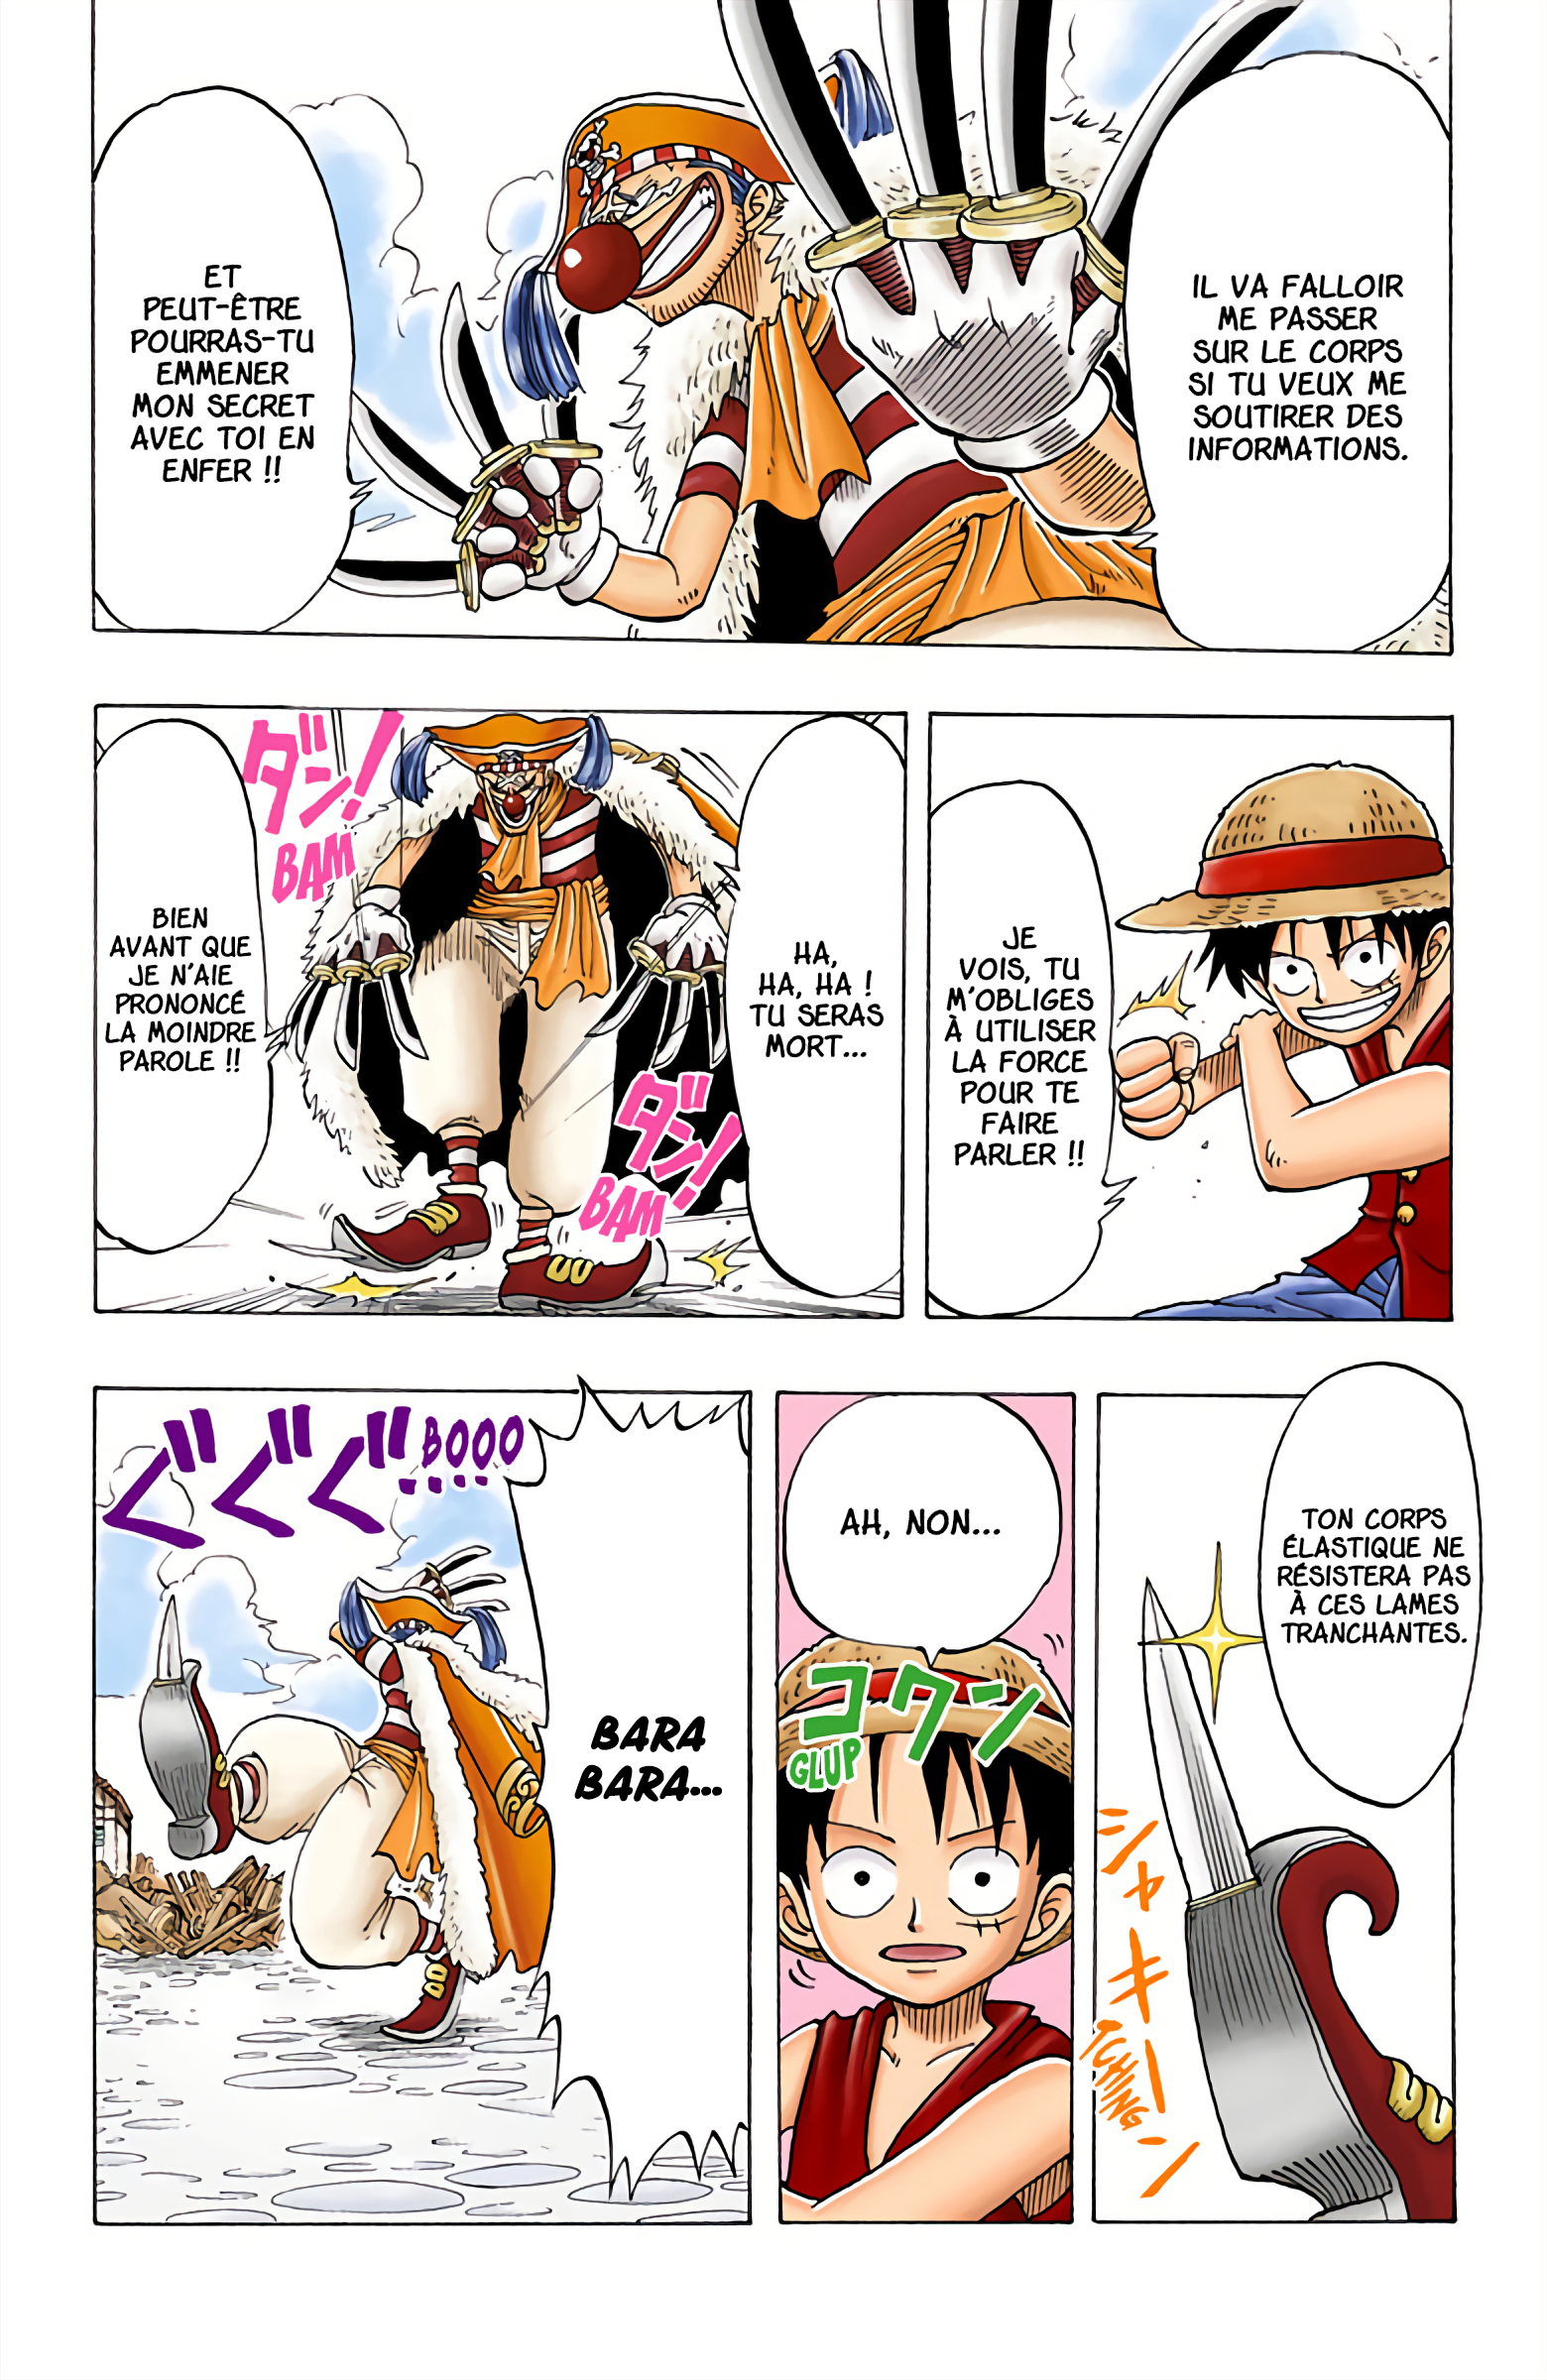 IL VA FALLOIR
ME PASSER
SUR LE CORPS
SI TU VEUX ME
SOUTIRER DES
INFORMATIONS.
ET
PEUT-ÊTRE
POURRAS-TU
EMMENER
MON SECRET
AVEC TOI EN
ENFER !!
JE
VOIS, TU
M'OBLIGES
À UTILISER
LA FORCE
POUR TE
FAIRE
PARLER !!
HA,
HA, HA !
TU SERAS
MORT...
ダン!
BAM
ダン!
BAM
BIEN
AVANT QUE
JE N'AIE
PRONONCÉ
LA MOINDRE
PAROLE !!
TON CORPS
ÉLASTIQUE NE
RÉSISTERA PAS
À CES LAMES
TRANCHANTES.
シャキーン
TCHING
AH, NON...
コクン
GLUP
ぐぐぐ....
BOOO
BARA
BARA...